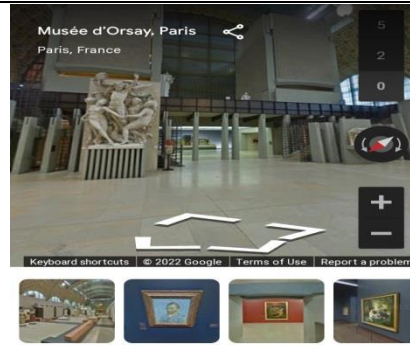 Musée d'Orsay, Paris
Paris, France
5
2
0
+
−
Keyboard shortcuts © 2022 Google Terms of Use Report a problem